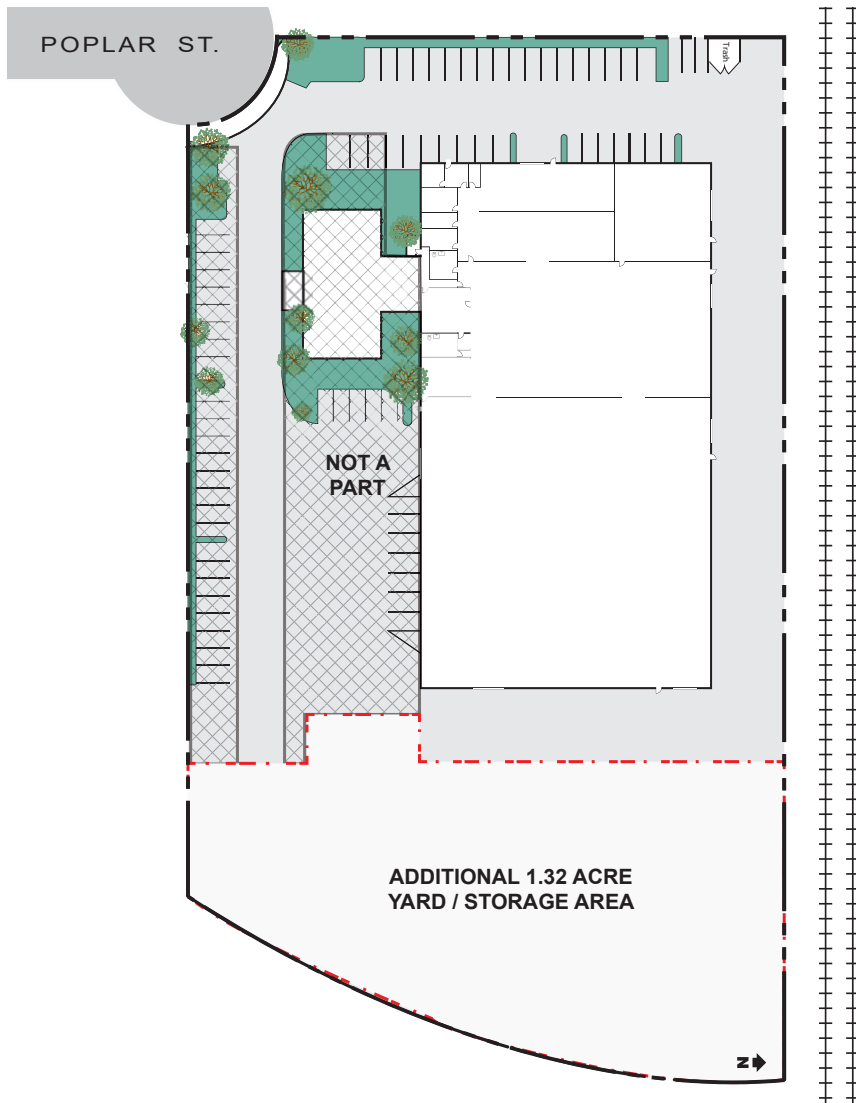 POPLAR ST.
Trash
NOT A
PART
ADDITIONAL 1.32 ACRE
YARD / STORAGE AREA
N